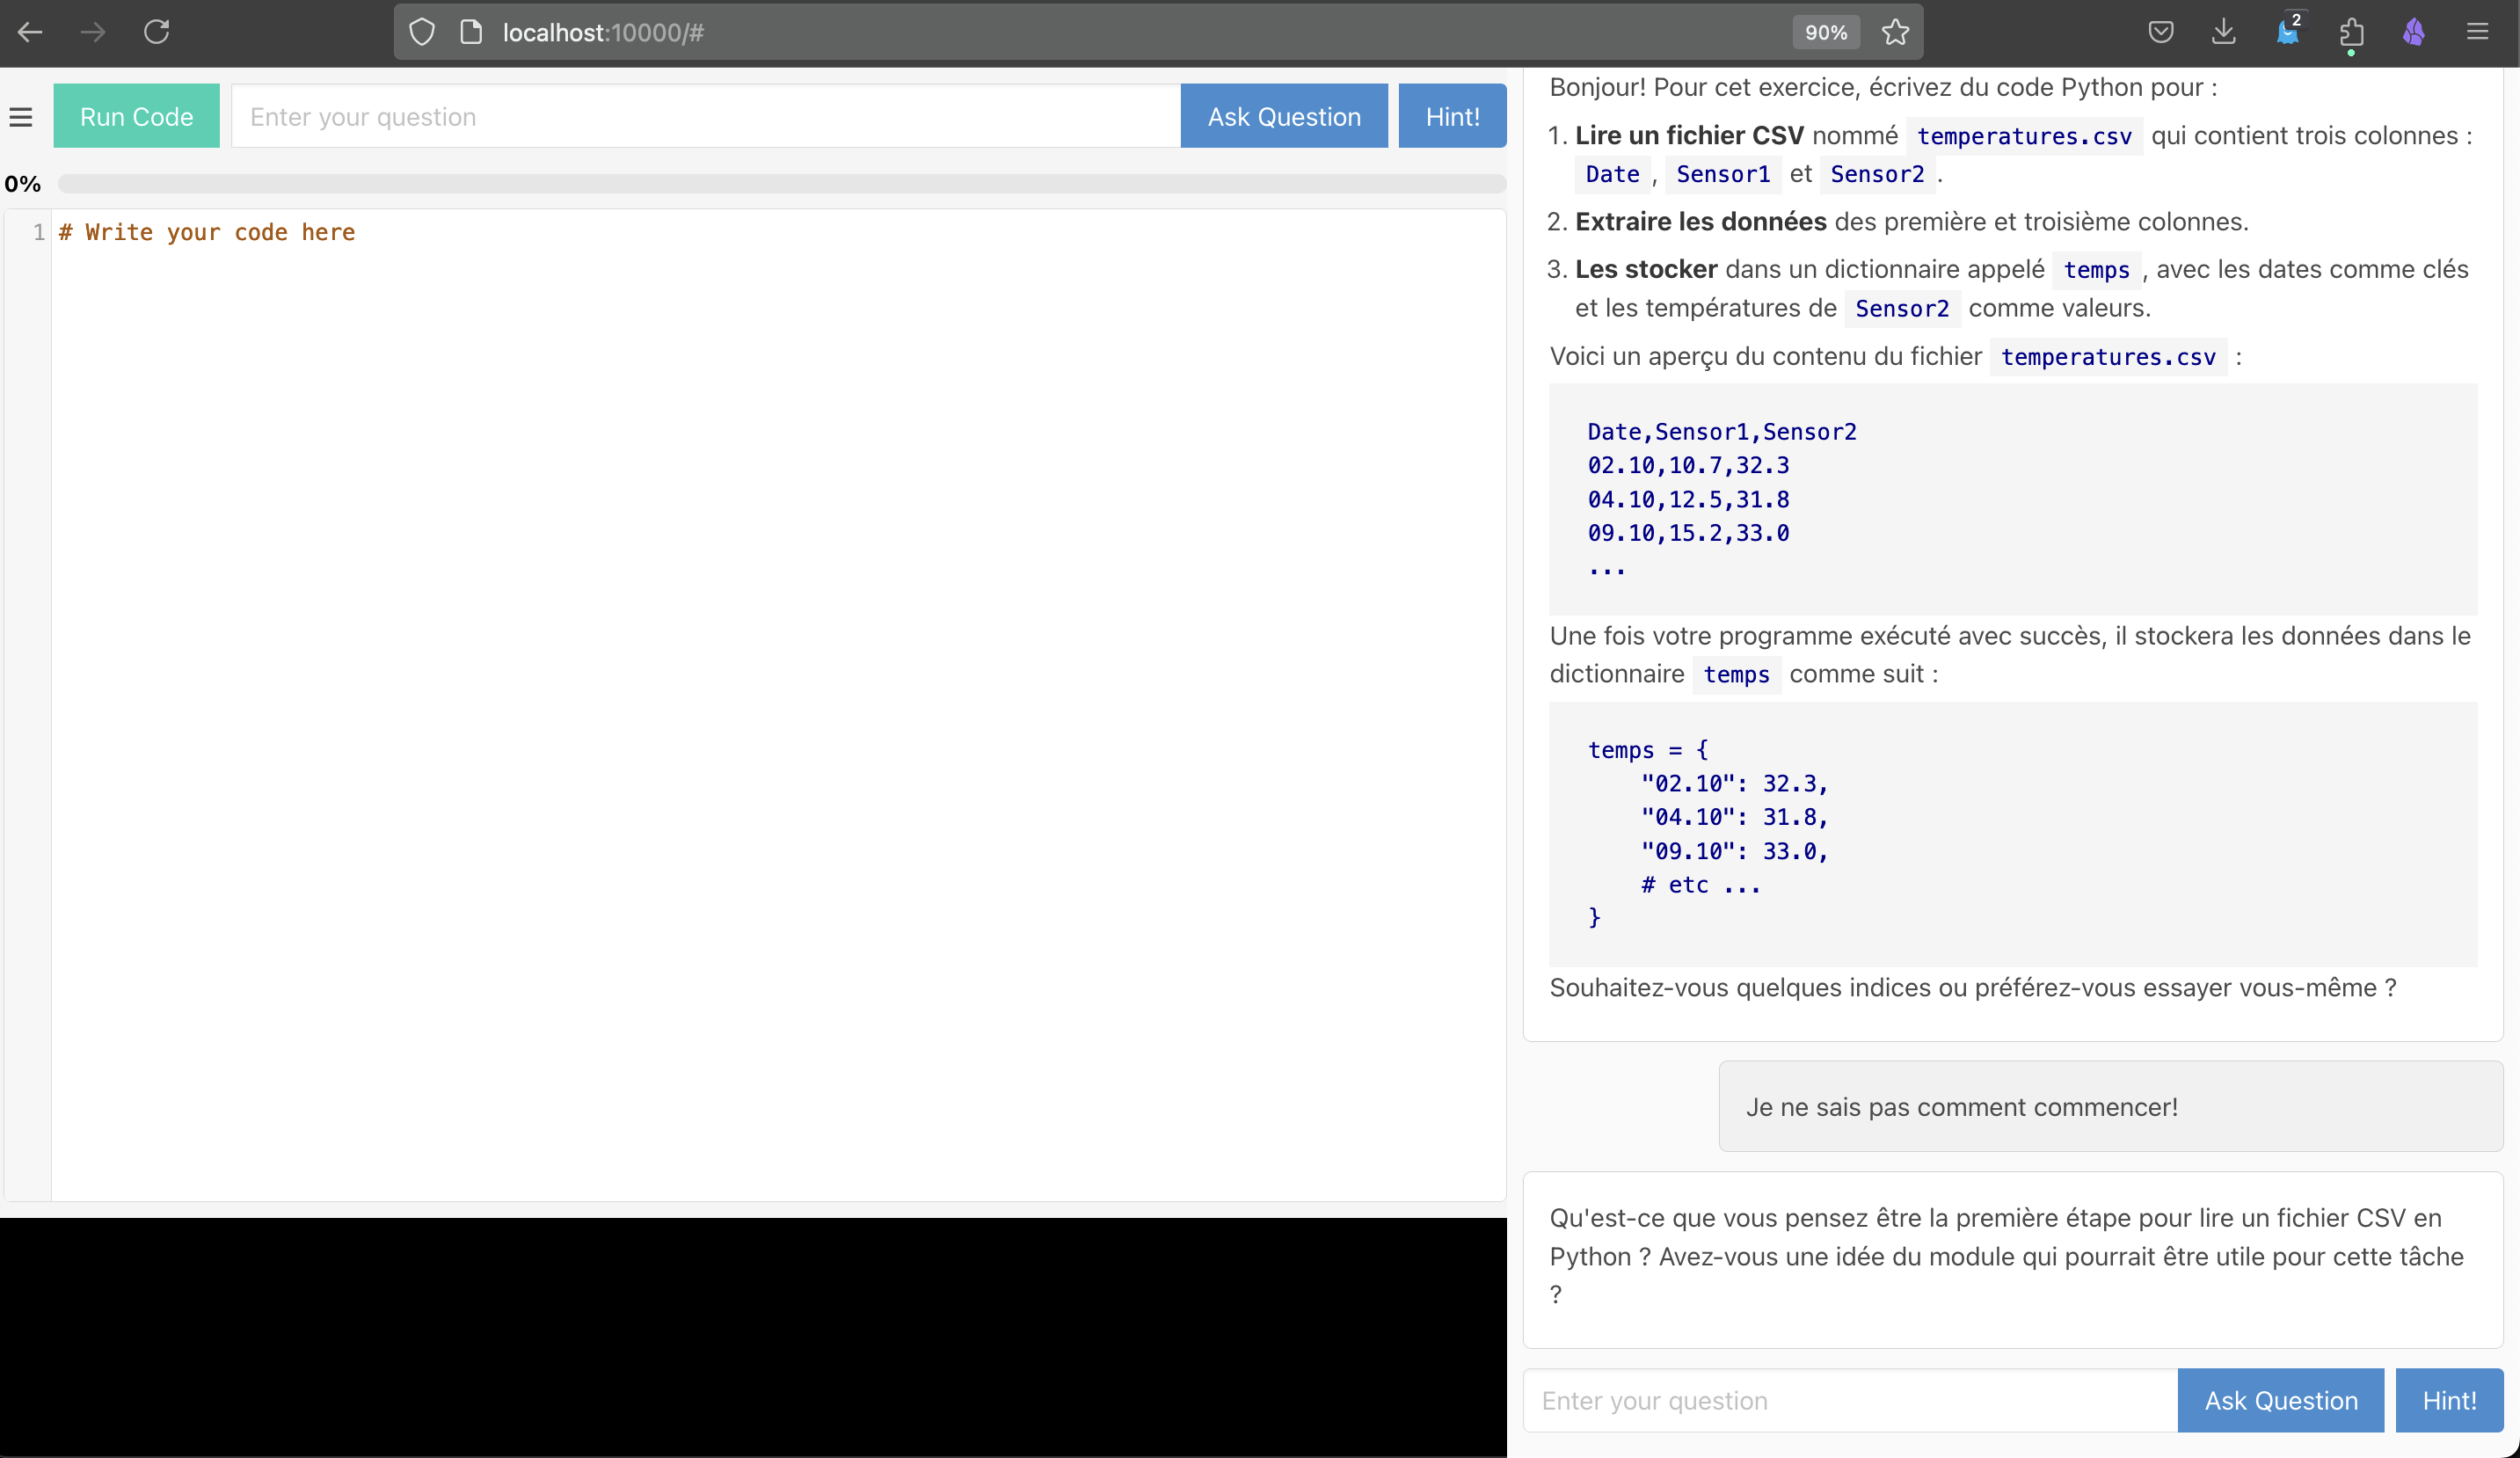 localhost:10000/#
90%
2
Run Code
Enter your question
Ask Question
Hint!
0%
1
# Write your code here
Bonjour! Pour cet exercice, écrivez du code Python pour :
1. Lire un fichier CSV nommé temperatures.csv qui contient trois colonnes :
Date , Sensor1 et Sensor2 .
2. Extraire les données des première et troisième colonnes.
3. Les stocker dans un dictionnaire appelé temps , avec les dates comme clés
et les températures de Sensor2 comme valeurs.
Voici un aperçu du contenu du fichier temperatures.csv :
Date,Sensor1,Sensor2
02.10,10.7,32.3
04.10,12.5,31.8
09.10,15.2,33.0
...
Une fois votre programme exécuté avec succès, il stockera les données dans le
dictionnaire temps comme suit :
temps = {
"02.10": 32.3,
"04.10": 31.8,
"09.10": 33.0,
# etc ...
}
Souhaitez-vous quelques indices ou préférez-vous essayer vous-même ?
Je ne sais pas comment commencer!
Qu'est-ce que vous pensez être la première étape pour lire un fichier CSV en
Python ? Avez-vous une idée du module qui pourrait être utile pour cette tâche
?
Enter your question
Ask Question
Hint!